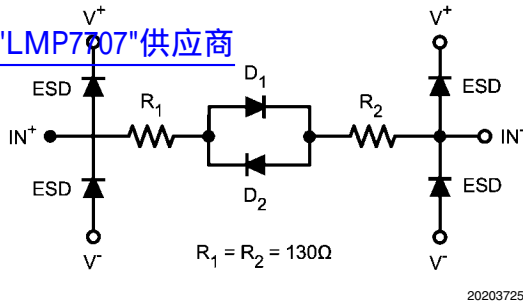 V+ V+
"LMP7707"供应商
ESD D1 ESD
R1 R2
IN+ IN-
ESD D2 ESD
V- R1 = R2 = 130Ω V-
20203725